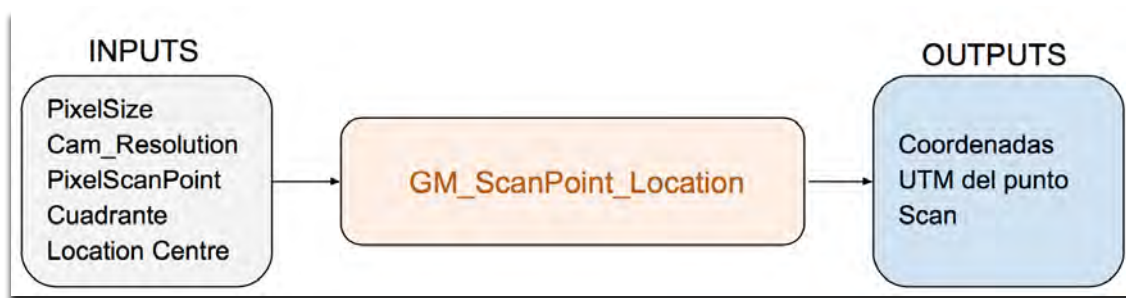 INPUTS
PixelSize
Cam_Resolution
PixelScanPoint
Cuadrante
Location Centre
GM_ScanPoint_Location
OUTPUTS
Coordenadas
UTM del punto
Scan